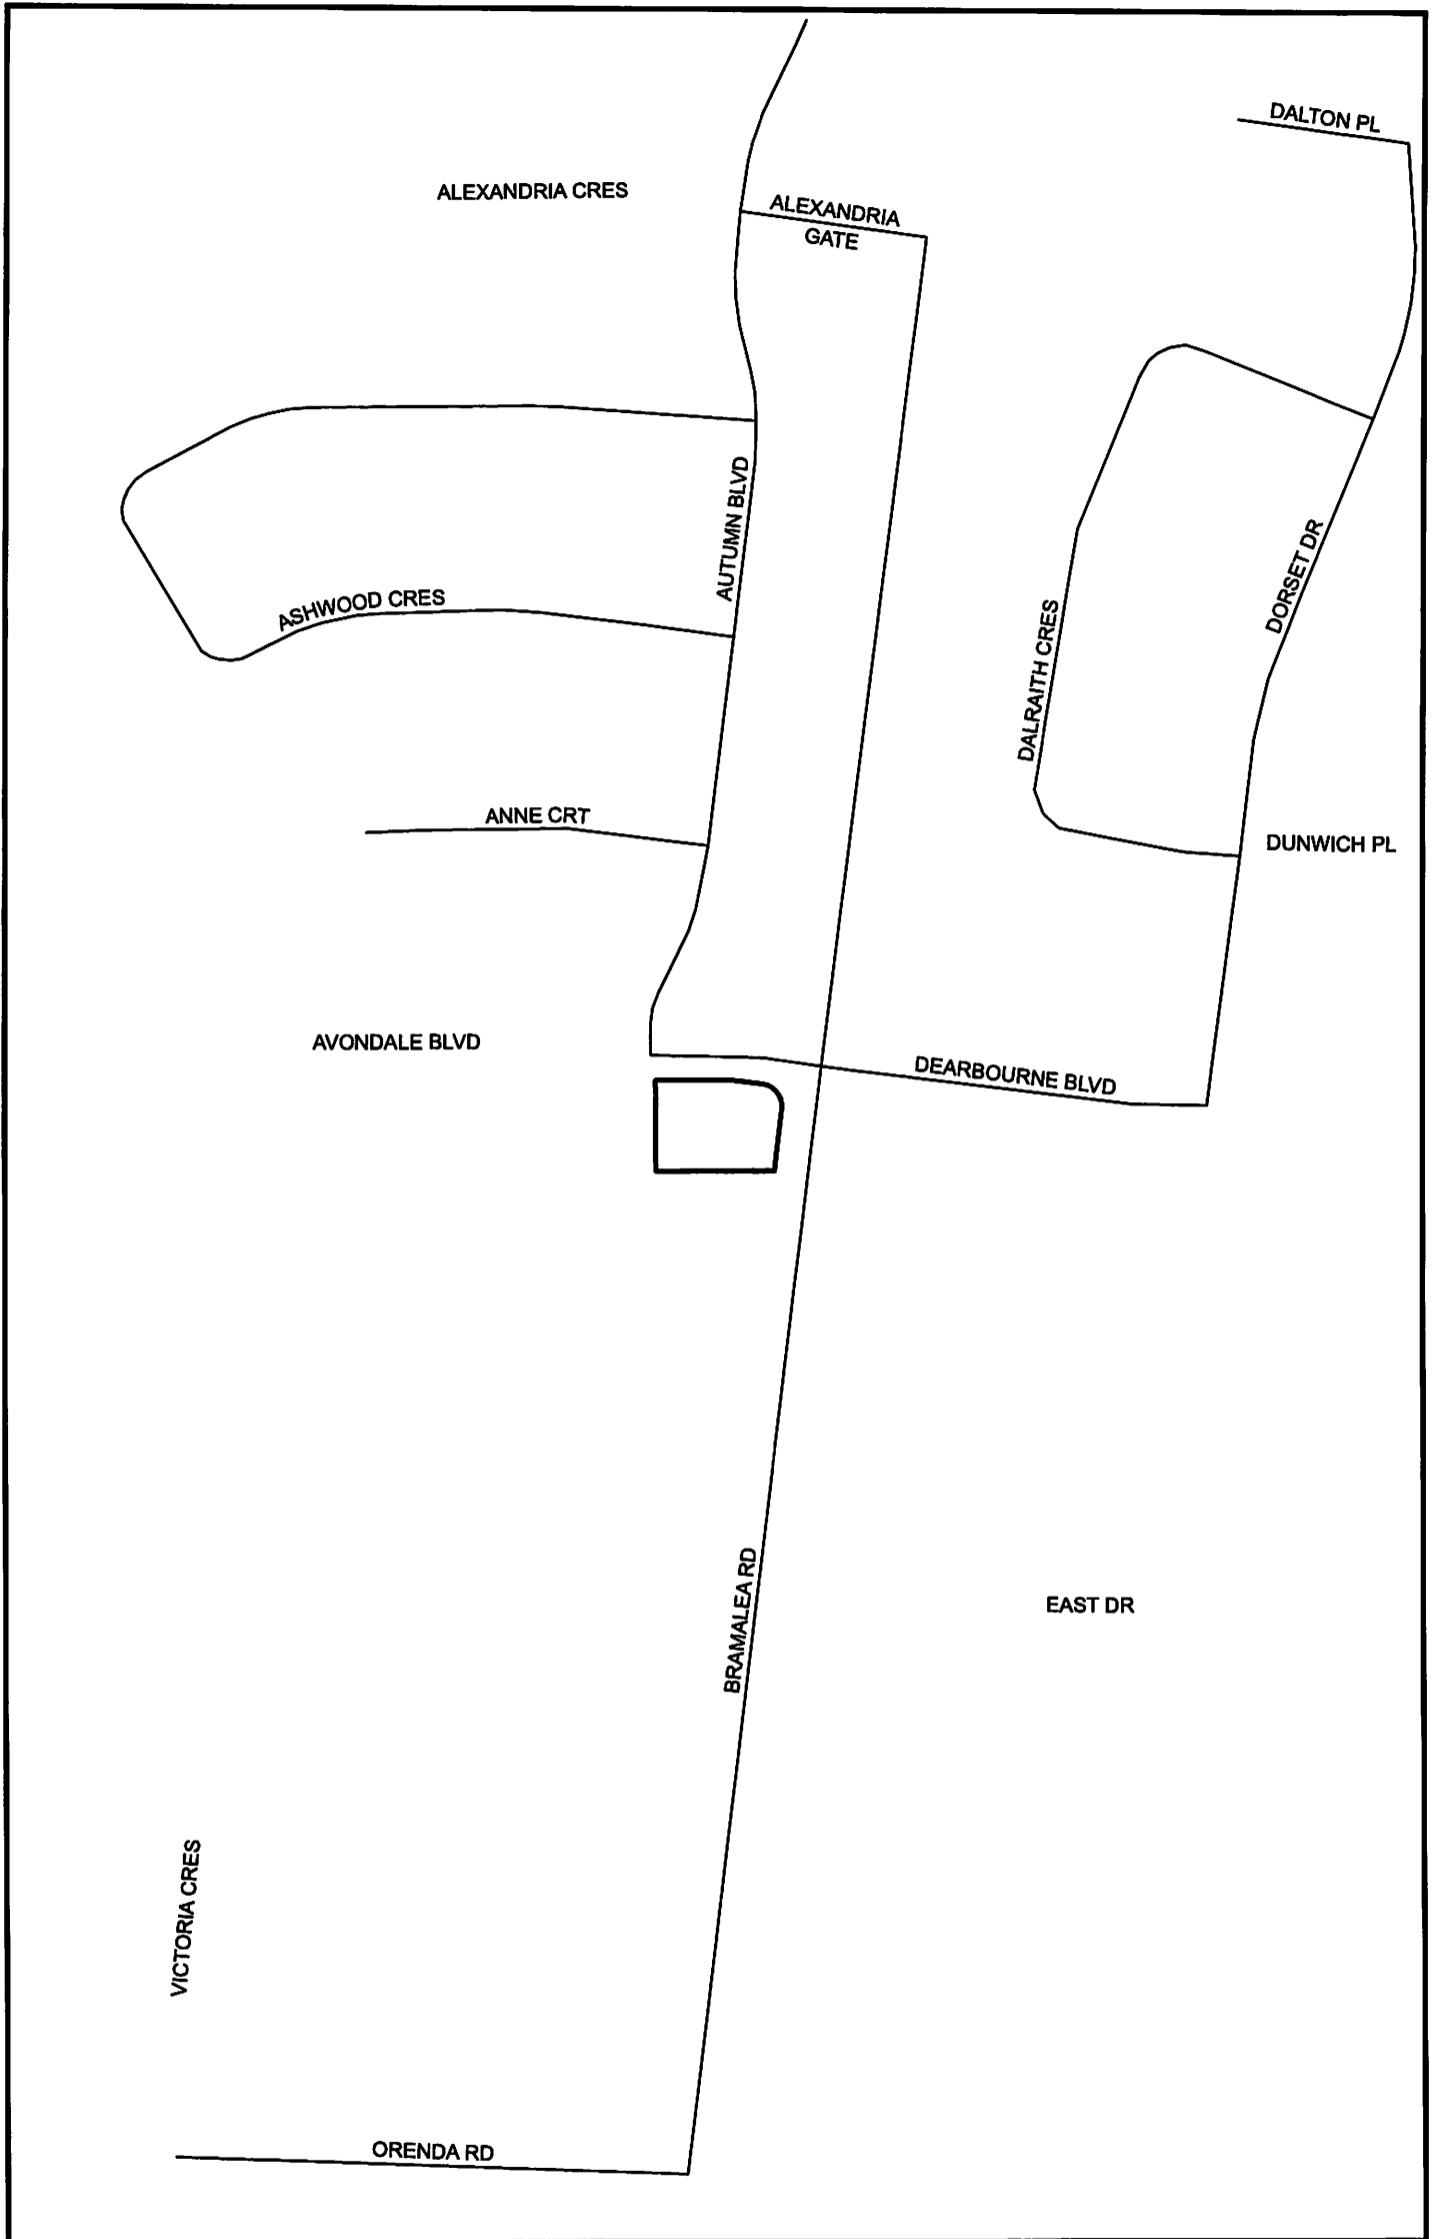 DALTON PL
ALEXANDRIA CRES
ALEXANDRIA
GATE
AUTUMN BLVD
DORSET DR
ASHWOOD CRES
DALRAITH CRES
ANNE CRT
DUNWICH PL
AVONDALE BLVD
DEARBOURNE BLVD
BRAMALEA RD
EAST DR
VICTORIA CRES
ORENDA RD